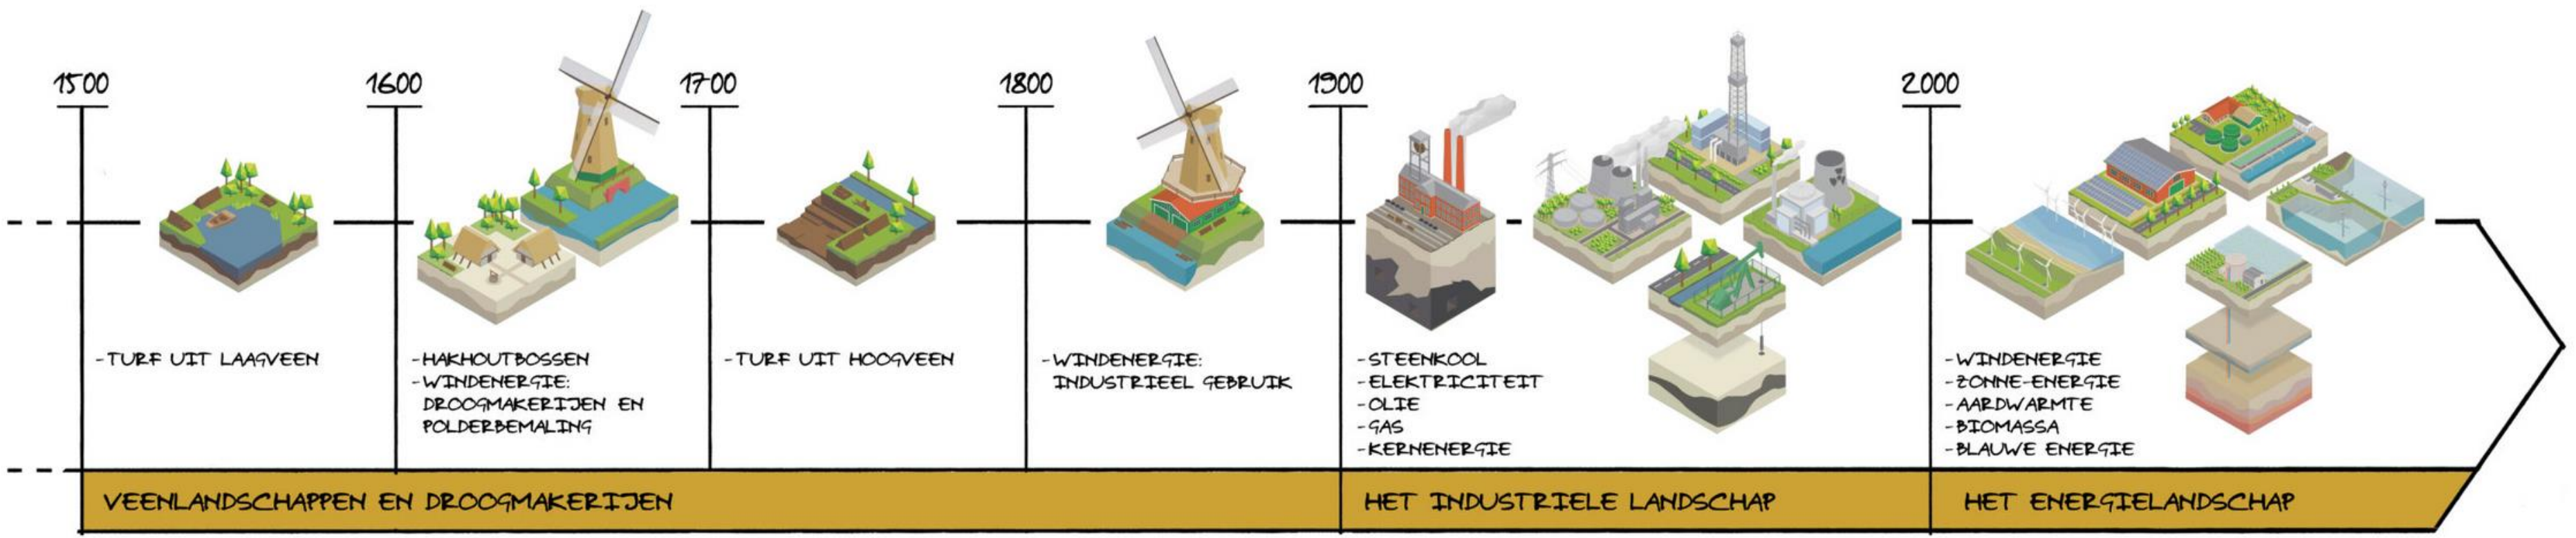 1500
1600
1700
1800
1900
2000
-TURF UIT LAAGVEEN
-HAKHOUTBOSSEN
-WINDENERGIE:
DROOGMAKERIJEN EN
POLDERBEMALING
-TURF UIT HOOGVEEN
-WINDENERGIE:
INDUSTRIEEL GEBRUIK
-STEENKOOL
-ELEKTRICITEIT
-OLIE
-GAS
-KERNENERGIE
-WINDENERGIE
-ZONNE-ENERGIE
-AARDWARMTE
-BIOMASSA
-BLAUWE ENERGIE
VEENLANDSCHAPPEN EN DROOGMAKERIJEN
HET INDUSTRIELE LANDSCHAP
HET ENERGIELANDSCHAP